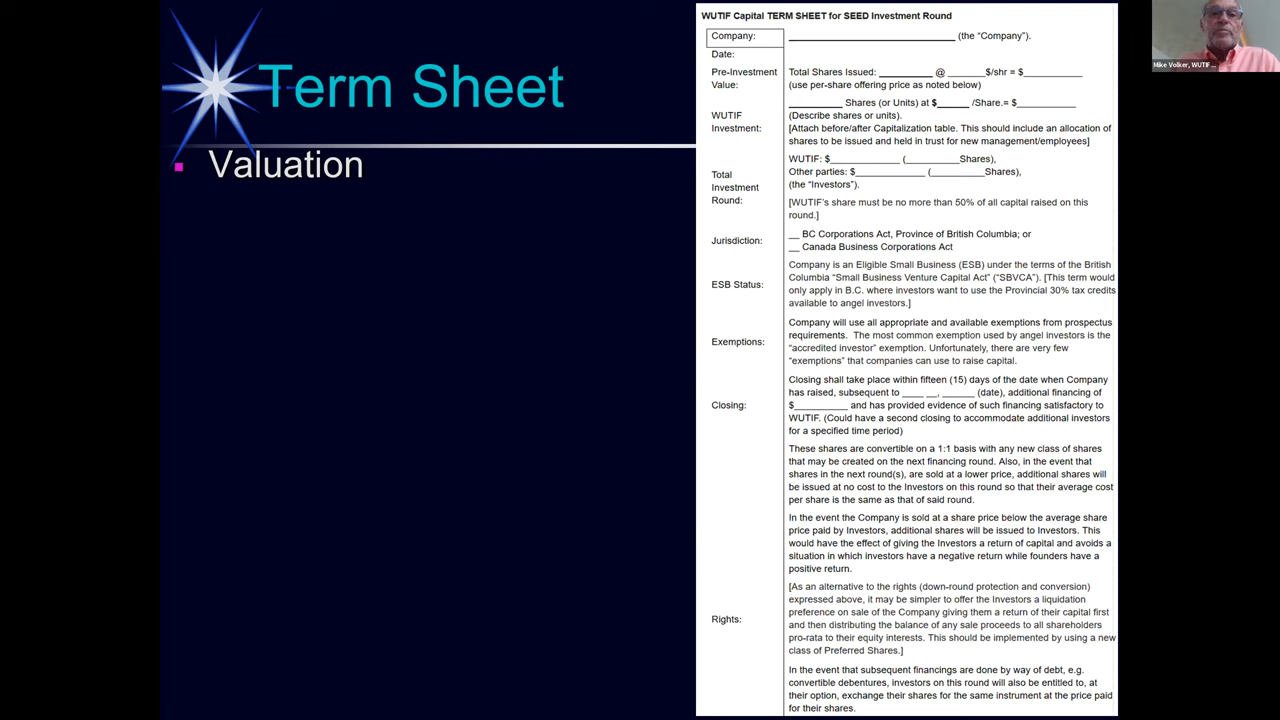 Term Sheet
Valuation
WUTIF Capital TERM SHEET for SEED Investment Round
Company: ____________________ (the “Company”).
Date:
Pre-Investment Value:
Total Shares Issued: __________ @ _______$/shr = $___________
(use per-share offering price as noted below)
WUTIF Investment:
__________ Shares (or Units) at $______ /Share.= $___________
(Describe shares or units).
[Attach before/after Capitalization table. This should include an allocation of
shares to be issued and held in trust for new management/employees]
Total Investment Round:
WUTIF: $_____________ (__________Shares),
Other parties: $_____________ (__________Shares),
(the “Investors”).
[WUTIF’s share must be no more than 50% of all capital raised on this
round.]
Jurisdiction:
__ BC Corporations Act, Province of British Columbia; or
__ Canada Business Corporations Act
ESB Status:
Company is an Eligible Small Business (ESB) under the terms of the British
Columbia “Small Business Venture Capital Act” (“SBVCA”). [This term would
only apply in B.C. where investors want to use the Provincial 30% tax credits
available to angel investors.]
Exemptions:
Company will use all appropriate and available exemptions from prospectus
requirements. The most common exemption used by angel investors is the
“accredited investor” exemption. Unfortunately, there are very few
“exemptions” that companies can use to raise capital.
Closing:
Closing shall take place within fifteen (15) days of the date when Company
has raised, subsequent to ____ __, ______ (date), additional financing of
$__________ and has provided evidence of such financing satisfactory to
WUTIF. (Could have a second closing to accommodate additional investors
for a specified time period)
Rights:
These shares are convertible on a 1:1 basis with any new class of shares
that may be created on the next financing round. Also, in the event that
shares in the next round(s), are sold at a lower price, additional shares will
be issued at no cost to the Investors on this round so that their average cost
per share is the same as that of said round.
In the event the Company is sold at a share price below the average share
price paid by Investors, additional shares will be issued to Investors. This
would have the effect of giving the Investors a return of capital and avoids a
situation in which investors have a negative return while founders have a
positive return.
[As an alternative to the rights (down-round protection and conversion)
expressed above, it may be simpler to offer the Investors a liquidation
preference on sale of the Company giving them a return of their capital first
and then distributing the balance of any sale proceeds to all shareholders
pro-rata to their equity interests. This should be implemented by using a new
class of Preferred Shares.]
In the event that subsequent financings are done by way of debt, e.g.
convertible debentures, investors on this round will also be entitled to, at
their option, exchange their shares for the same instrument at the price paid
for their shares.
Mike Volker, WUTIF ...